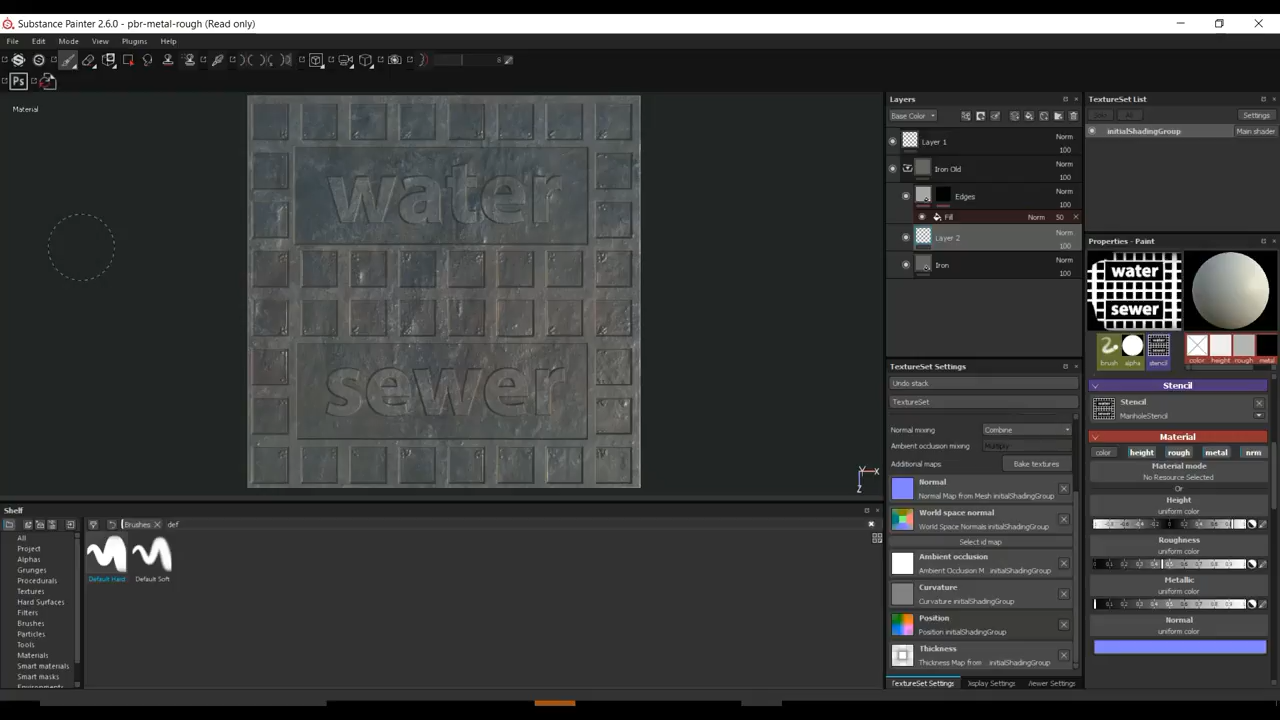 Substance Painter 2.6.0 - pbr-metal-rough (Read only)
File Edit Mode View Plugins Help
8
Ps
Material
water
sewer
Y X
Z
Layers
Base Color
Layer 1 Norm
100
Iron Old Norm
100
Edges Norm
100
Fill Norm 50
Layer 2 Norm
100
Iron Norm
100
TextureSet List
Settings
initialShadingGroup Main shader
Properties - Paint
water
sewer
brush alpha stencil color height rough metal
Stencil
Stencil
ManholeStencil
Material
color height rough metal nrm
Material mode
No Resource Selected
Or
Height
uniform color
Roughness
uniform color
Metallic
uniform color
Normal
uniform color
TextureSet Settings
Undo stack
TextureSet
Normal mixing Combine
Ambient occlusion mixing Multiply
Additional maps Bake textures
Normal
Normal Map from Mesh initialShadingGroup
World space normal
World Space Normals initialShadingGroup
Select id map
Ambient occlusion
Ambient Occlusion M... initialShadingGroup
Curvature
Curvature initialShadingGroup
Position
Position initialShadingGroup
Thickness
Thickness Map from ... initialShadingGroup
TextureSet Settings Display Settings Viewer Settings
Shelf
Brushes def
All
Project
Alphas
Grunges
Procedurals
Textures
Hard Surfaces
Filters
Brushes
Particles
Tools
Materials
Smart materials
Smart masks
Default Hard Default Soft